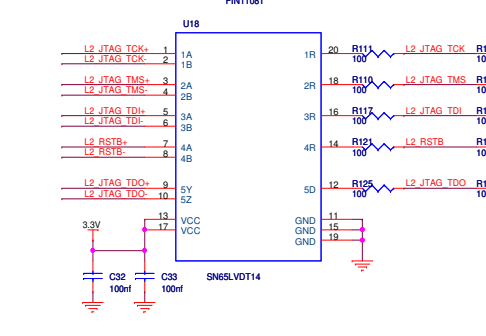 U18
L2_JTAG_TCK+ 1 1A 1R 20 R111 L2_JTAG_TCK
L2_JTAG_TCK- 2 1B 100
L2_JTAG_TMS+ 3 2A 2R 18 R110 L2_JTAG_TMS
L2_JTAG_TMS- 4 2B 100
L2_JTAG_TDI+ 5 3A 3R 16 R117 L2_JTAG_TDI
L2_JTAG_TDI- 6 3B 100
L2_RSTB+ 7 4A 4R 14 R121 L2_RSTB
L2_RSTB- 8 4B 100
L2_JTAG_TDO+ 9 5Y 5D 12 R125 L2_JTAG_TDO
L2_JTAG_TDO- 10 5Z 100
13 VCC GND 11
3.3V 17 VCC GND 15
GND 19
C32 C33 SN65LVDT14
100nf 100nf